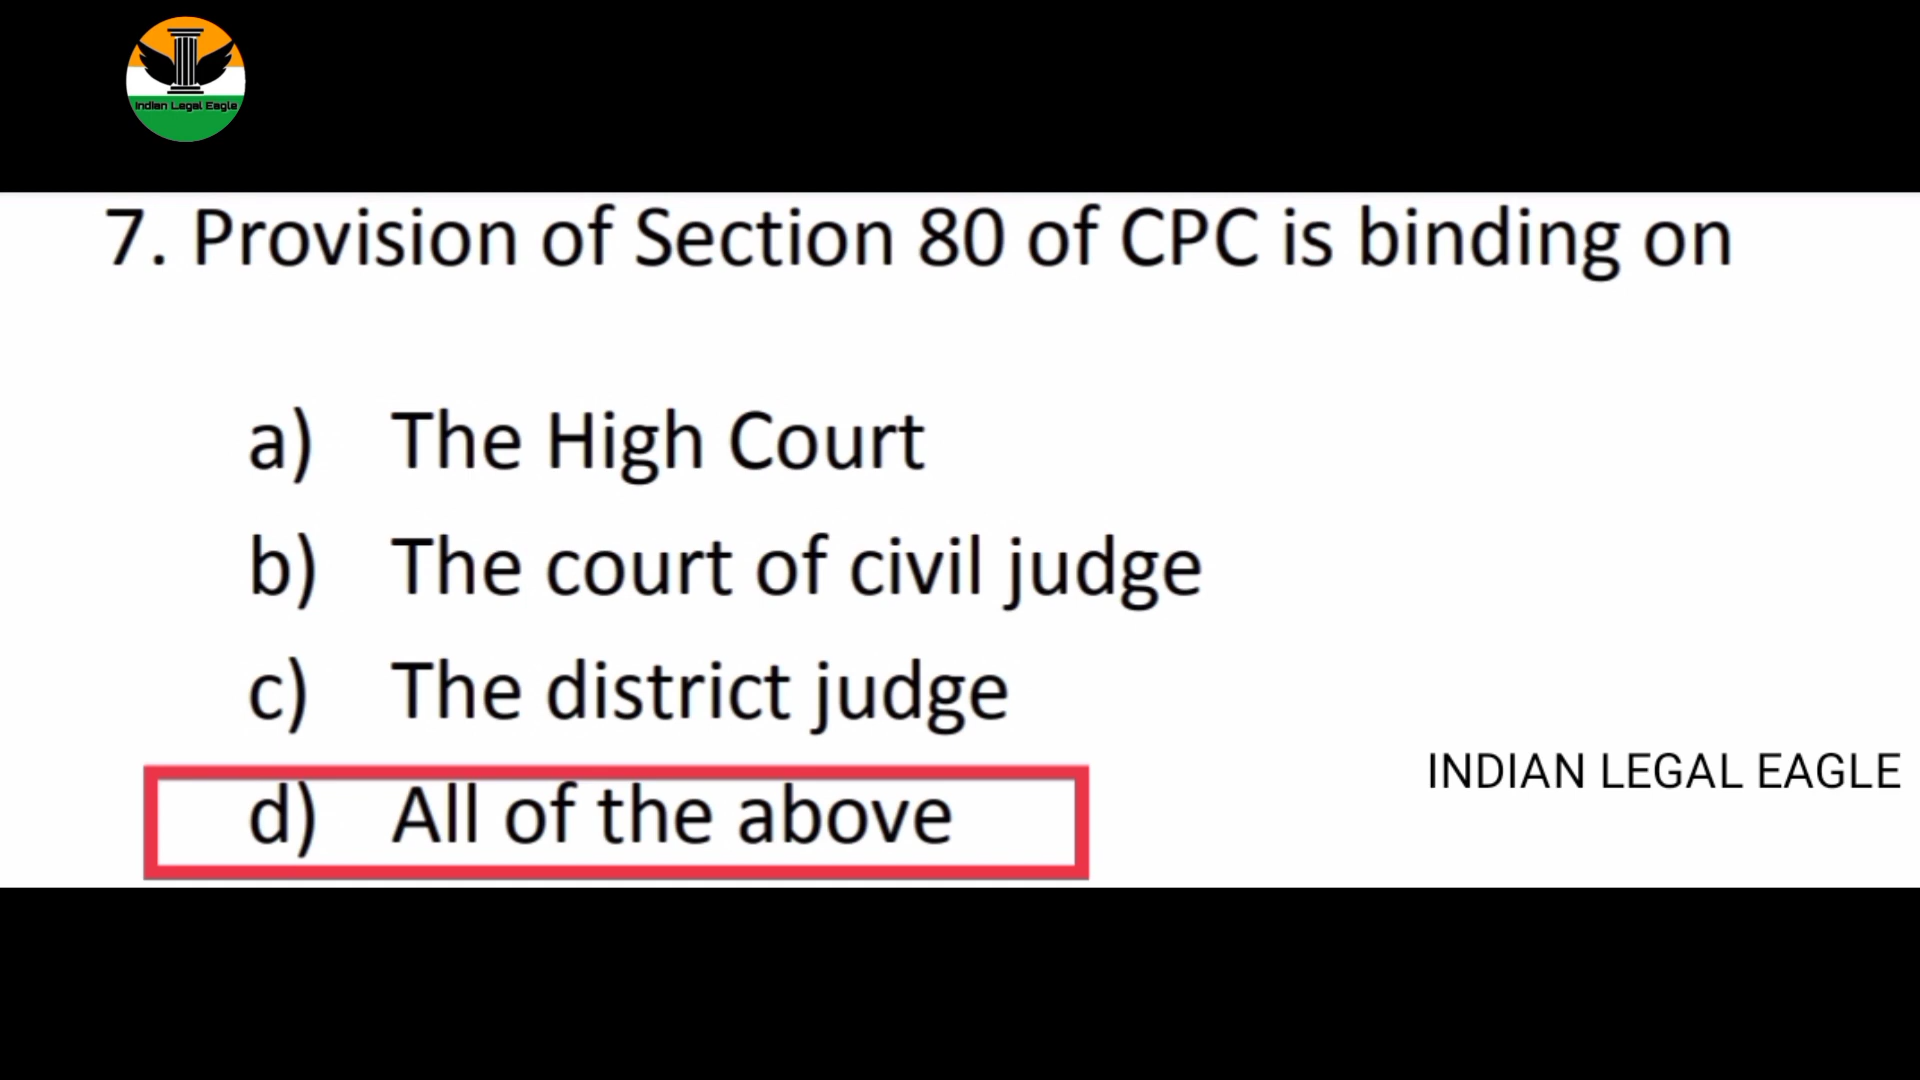 Indian Legal Eagle
7. Provision of Section 80 of CPC is binding on
a) The High Court
b) The court of civil judge
c) The district judge
d) All of the above
INDIAN LEGAL EAGLE